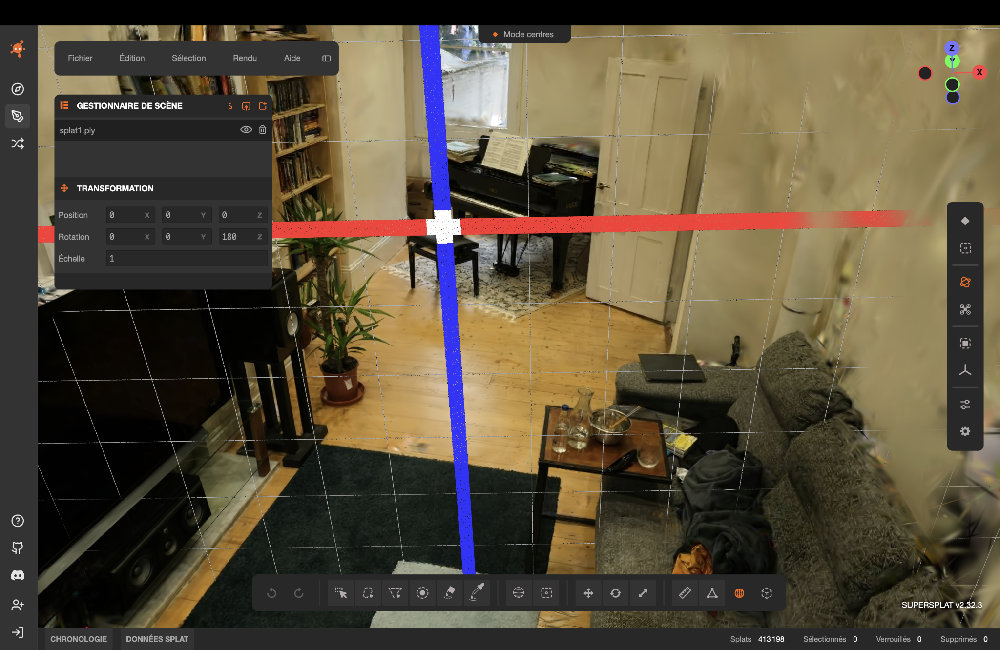 Mode centres
Fichier Édition Sélection Rendu Aide
Z
Y
X
GESTIONNAIRE DE SCÈNE
splat1.ply
TRANSFORMATION
Position 0 X 0 Y 0 Z
Rotation 0 X 0 Y 180 Z
Échelle 1
SUPERSPLAT v2.32.3
CHRONOLOGIE DONNÉES SPLAT Splats 413 198 Sélectionnés 0 Verrouillés 0 Supprimés 0